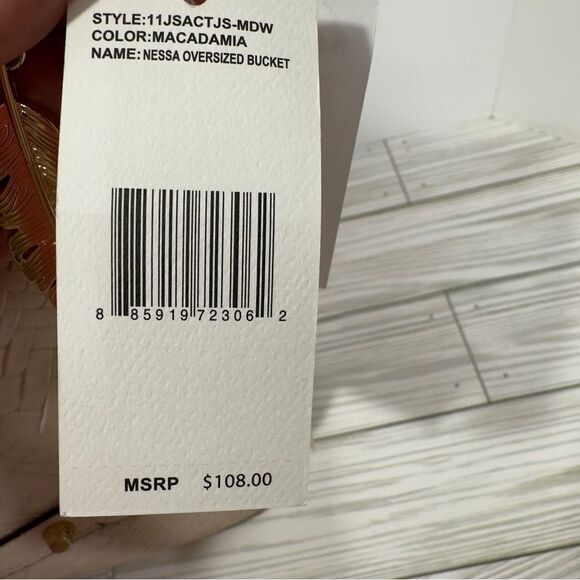 STYLE:11JSACTJS-MDW
COLOR:MACADAMIA
NAME: NESSA OVERSIZED BUCKET
8 85919 72306 2
MSRP $108.00